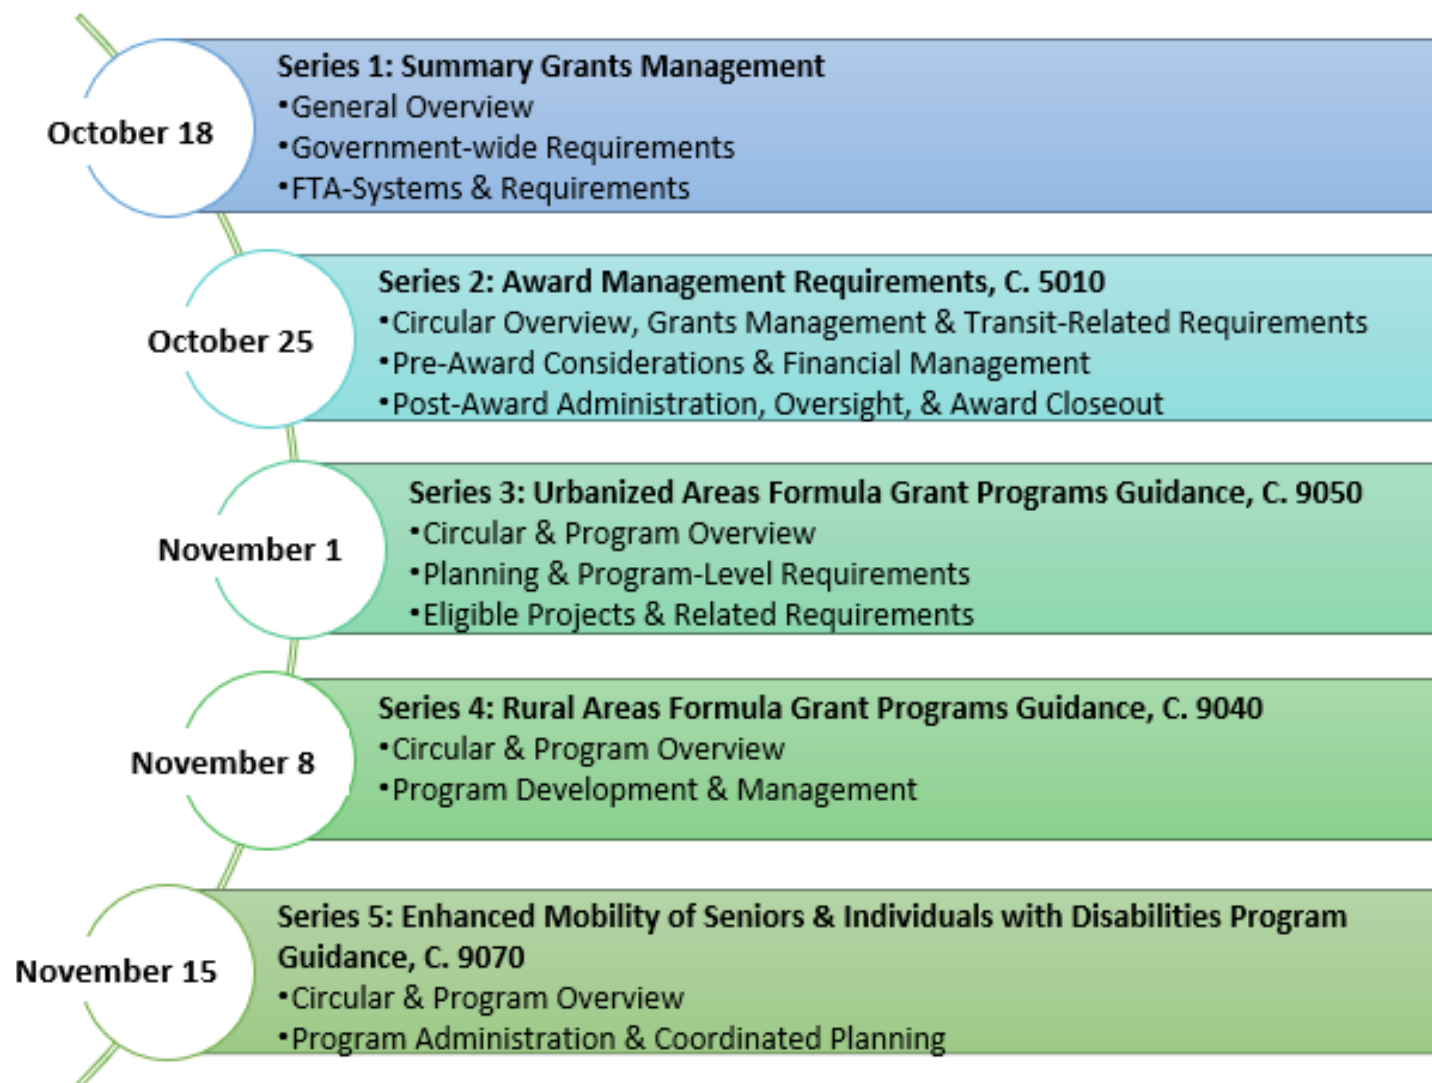 October 18
Series 1: Summary Grants Management
•General Overview
•Government-wide Requirements
•FTA-Systems & Requirements
October 25
Series 2: Award Management Requirements, C. 5010
•Circular Overview, Grants Management & Transit-Related Requirements
•Pre-Award Considerations & Financial Management
•Post-Award Administration, Oversight, & Award Closeout
November 1
Series 3: Urbanized Areas Formula Grant Programs Guidance, C. 9050
•Circular & Program Overview
•Planning & Program-Level Requirements
•Eligible Projects & Related Requirements
November 8
Series 4: Rural Areas Formula Grant Programs Guidance, C. 9040
•Circular & Program Overview
•Program Development & Management
November 15
Series 5: Enhanced Mobility of Seniors & Individuals with Disabilities Program
Guidance, C. 9070
•Circular & Program Overview
•Program Administration & Coordinated Planning